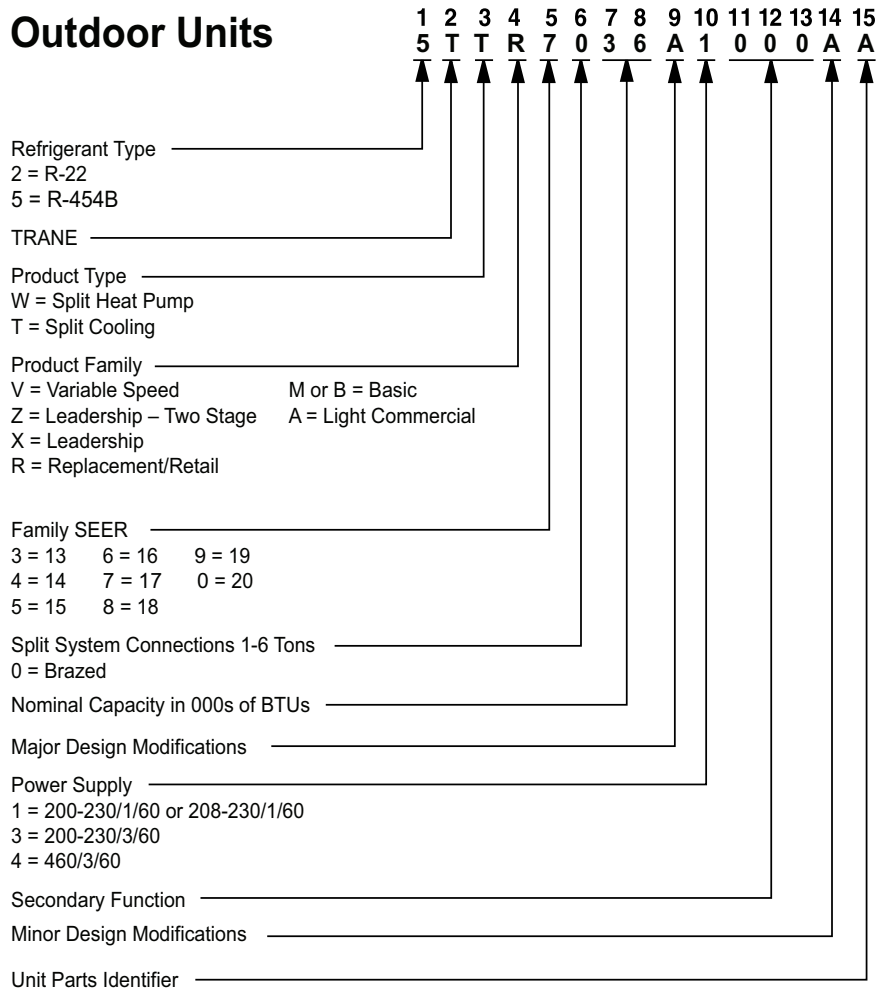 Outdoor Units
1 2 3 4 5 6 7 8 9 10 11 12 13 14 15
5 T T R 7 0 3 6 A 1 0 0 0 A A
Refrigerant Type
2 = R-22
5 = R-454B
TRANE
Product Type
W = Split Heat Pump
T = Split Cooling
Product Family
V = Variable Speed M or B = Basic
Z = Leadership – Two Stage A = Light Commercial
X = Leadership
R = Replacement/Retail
Family SEER
3 = 13 6 = 16 9 = 19
4 = 14 7 = 17 0 = 20
5 = 15 8 = 18
Split System Connections 1-6 Tons
0 = Brazed
Nominal Capacity in 000s of BTUs
Major Design Modifications
Power Supply
1 = 200-230/1/60 or 208-230/1/60
3 = 200-230/3/60
4 = 460/3/60
Secondary Function
Minor Design Modifications
Unit Parts Identifier